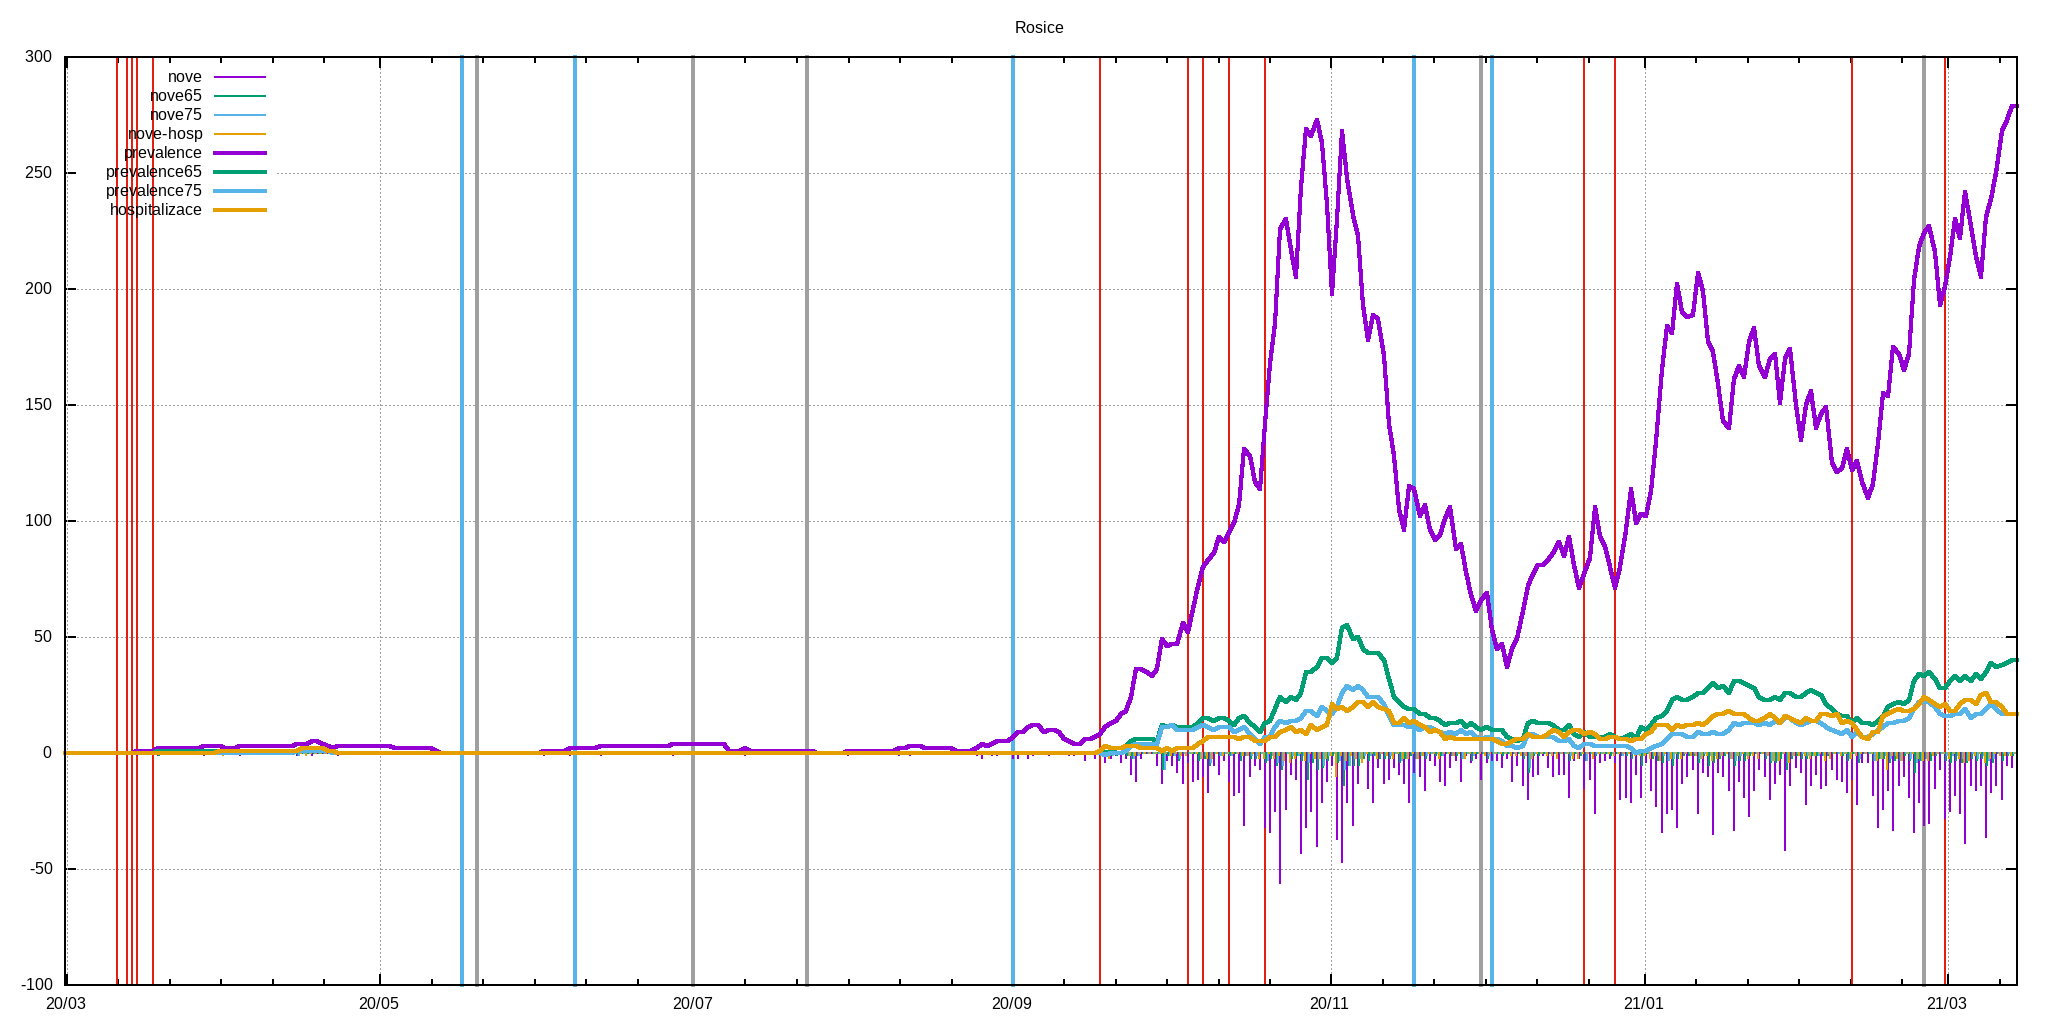 Rosice
300
250
200
150
100
50
0
-50
-100
nove
nove65
nove75
nove-hosp
prevalence
prevalence65
prevalence75
hospitalizace
20/03 20/05 20/07 20/09 20/11 21/01 21/03